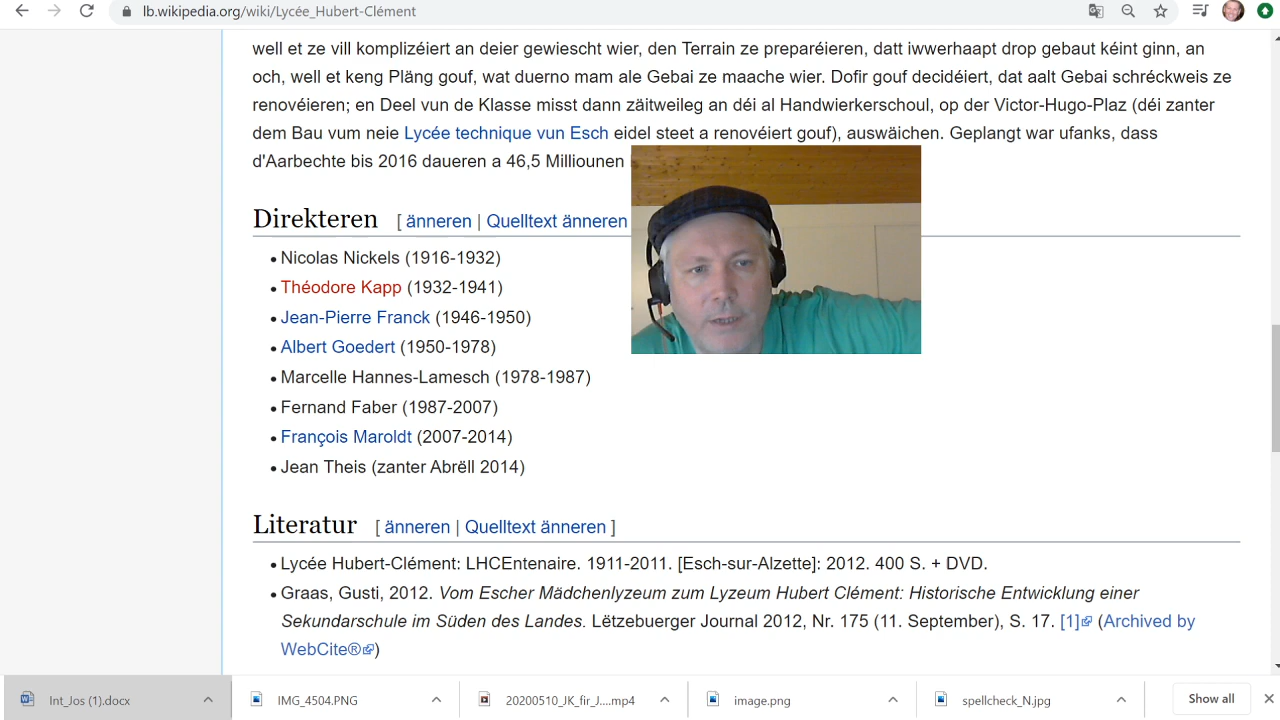 lb.wikipedia.org/wiki/Lycée_Hubert-Clément
well et ze vill komplizéiert an deier gewiescht wier, den Terrain ze preparéieren, datt iwwerhaapt drop gebaut kéint ginn, an
och, well et keng Pläng gouf, wat duerno mam ale Gebai ze maache wier. Dofir gouf decidéiert, dat aalt Gebai schréckweis ze
renovéieren; en Deel vun de Klasse misst dann zäitweileg an déi al Handwierkerschoul, op der Victor-Hugo-Plaz (déi zanter
dem Bau vum neie Lycée technique vun Esch eidel steet a renovéiert gouf), auswäichen. Geplangt war ufanks, dass
d'Aarbechte bis 2016 daueren a 46,5 Milliounen
Direkteren [ änneren | Quelltext änneren
• Nicolas Nickels (1916-1932)
• Théodore Kapp (1932-1941)
• Jean-Pierre Franck (1946-1950)
• Albert Goedert (1950-1978)
• Marcelle Hannes-Lamesch (1978-1987)
• Fernand Faber (1987-2007)
• François Maroldt (2007-2014)
• Jean Theis (zanter Abrëll 2014)
Literatur [ änneren | Quelltext änneren ]
• Lycée Hubert-Clément: LHCEntenaire. 1911-2011. [Esch-sur-Alzette]: 2012. 400 S. + DVD.
• Graas, Gusti, 2012. Vom Escher Mädchenlyzeum zum Lyzeum Hubert Clément: Historische Entwicklung einer
Sekundarschule im Süden des Landes. Lëtzebuerger Journal 2012, Nr. 175 (11. September), S. 17. [1] (Archived by
WebCite®)
Int_Jos (1).docx
IMG_4504.PNG
20200510_JK_fir_J....mp4
image.png
spellcheck_N.jpg
Show all